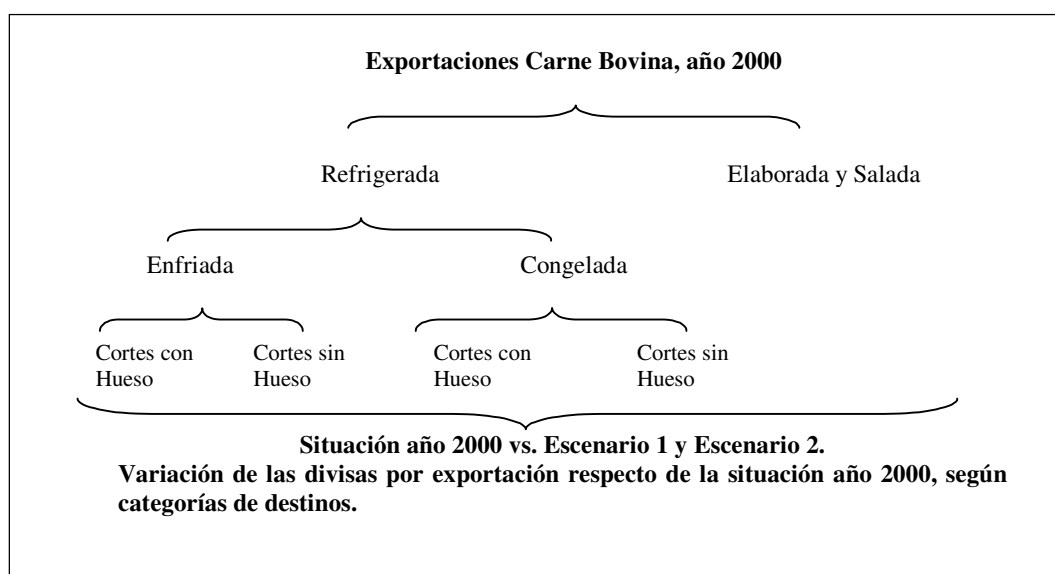 Exportaciones Carne Bovina, año 2000
Refrigerada Elaborada y Salada
Enfriada Congelada
Cortes con Hueso
Cortes sin Hueso
Cortes con Hueso
Cortes sin Hueso
Situación año 2000 vs. Escenario 1 y Escenario 2.
Variación de las divisas por exportación respecto de la situación año 2000, según
categorías de destinos.